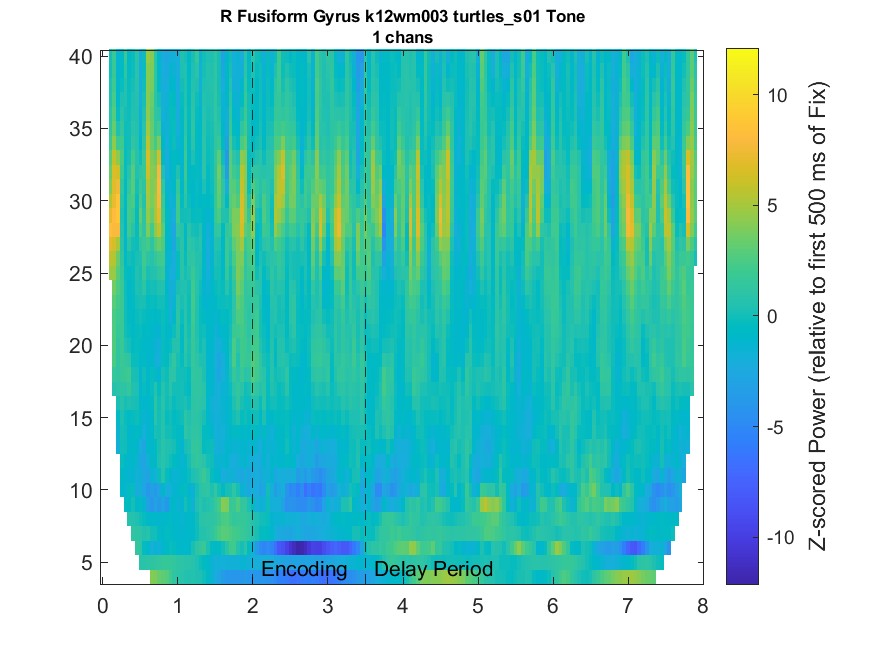 R Fusiform Gyrus k12wm003 turtles_s01 Tone
1 chans
40
35
30
25
20
15
10
5
Encoding
Delay Period
0 1 2 3 4 5 6 7 8
10
5
0
-5
-10
Z-scored Power (relative to first 500 ms of Fix)